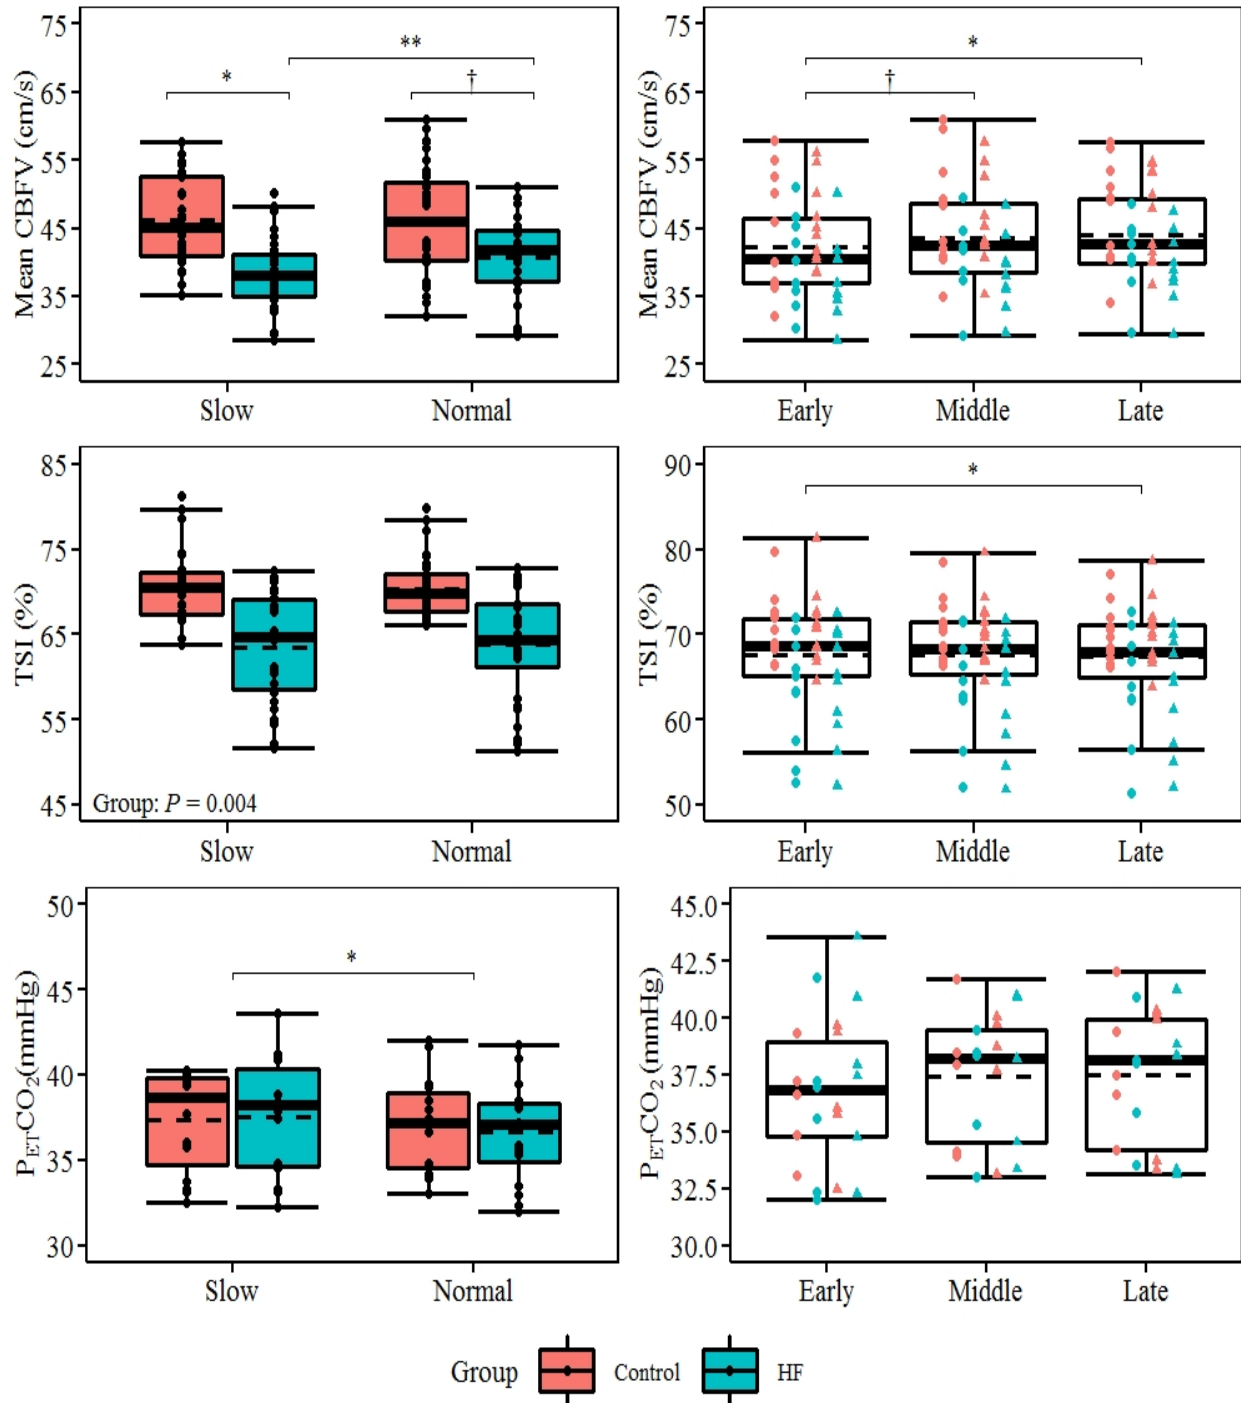 Mean CBFV (cm/s)
75
65
55
45
35
25
*
**
†
Slow
Normal
Mean CBFV (cm/s)
75
65
55
45
35
25
*
†
Early
Middle
Late
TSI (%)
85
75
65
55
45
Group: P = 0.004
Slow
Normal
TSI (%)
90
80
70
60
50
*
Early
Middle
Late
PETCO2(mmHg)
50
45
40
35
30
*
Slow
Normal
PETCO2(mmHg)
45.0
42.5
40.0
37.5
35.0
32.5
30.0
Early
Middle
Late
Group
Control
HF